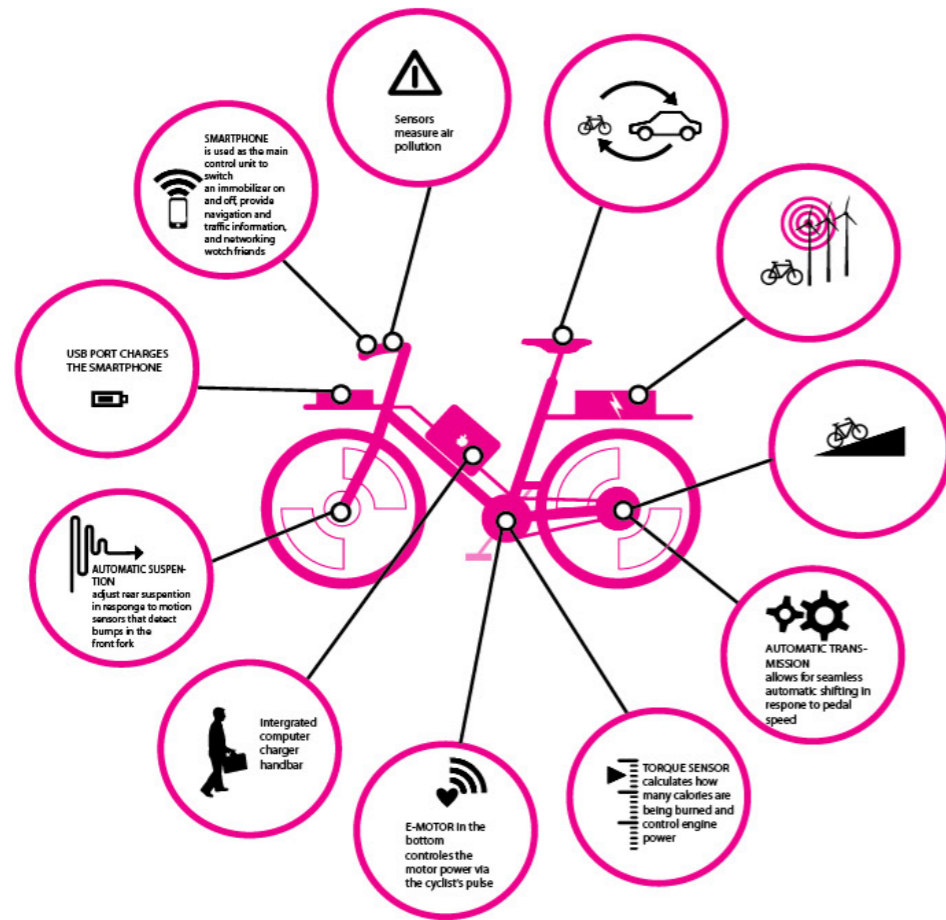 Sensors
measure air
pollution
SMARTPHONE
is used as the main
control unit to
switch
an immobilizer on
and off, provide
navigation and
traffic information,
and networking
wotch friends
USB PORT CHARGES
THE SMARTPHONE
AUTOMATIC SUSPEN-
TION
adjust rear suspention
in responge to motion
sensors that detect
bumps in the
front fork
Intergrated
computer
charger
handbar
E-MOTOR in the
bottom
controles the
motor power via
the cyclist's pulse
TORQUE SENSOR
calculates how
many calories are
being burned and
control engine
power
AUTOMATIC TRANS-
MISSION
allows for seamless
automatic shifting in
respone to pedal
speed